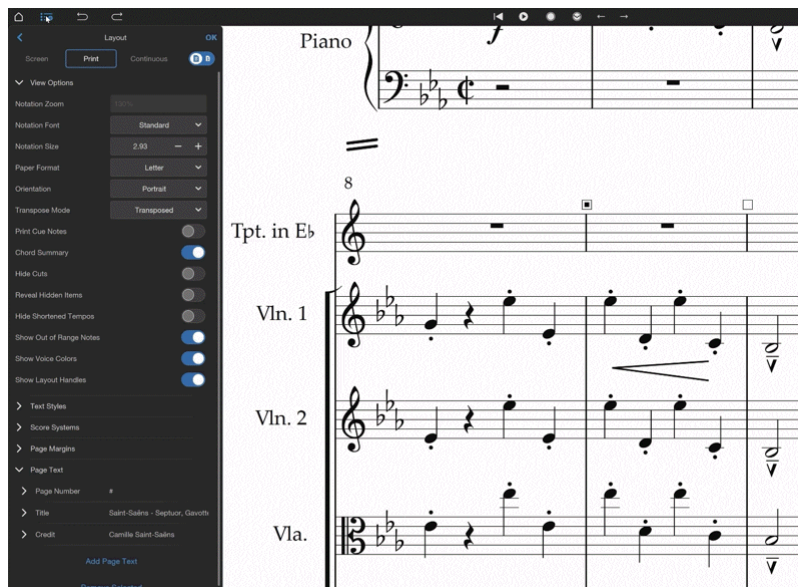 Layout
OK
Screen
Print
Continuous
View Options
Notation Zoom
Notation Font Standard
Notation Size 2.93 − +
Paper Format Letter
Orientation Portrait
Transpose Mode Transposed
Print Cue Notes
Chord Summary
Hide Cuts
Reveal Hidden Items
Hide Shortened Tempos
Show Out of Range Notes
Show Voice Colors
Show Layout Handles
Text Styles
Score Systems
Page Margins
Page Text
Page Number #
Title Saint-Saëns - Septuor, Gavotte
Credit Camille Saint-Saëns
Add Page Text
Remove Selected
Piano
f
8
Tpt. in E♭
Vln. 1
Vln. 2
Vla.